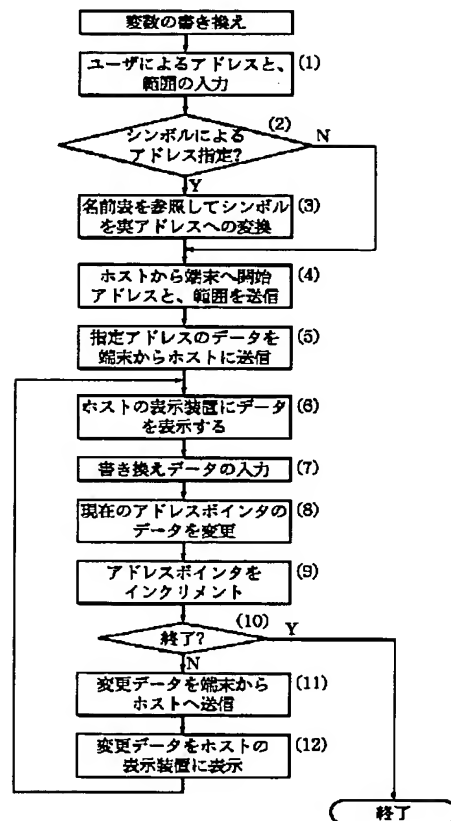 変数の書き換え
ユーザによるアドレスと、
範囲の入力
(1)
シンボルによる
アドレス指定?
(2)
N
Y
名前表を参照してシンボル
を実アドレスへの変換
(3)
ホストから端末へ開始
アドレスと、範囲を送信
(4)
指定アドレスのデータを
端末からホストに送信
(5)
ホストの表示装置にデータ
を表示する
(6)
書き換えデータの入力
(7)
現在のアドレスポインタの
データを変更
(8)
アドレスポインタを
インクリメント
(9)
終了?
(10)
Y
N
変更データを端末から
ホストへ送信
(11)
変更データをホストの
表示装置に表示
(12)
終了